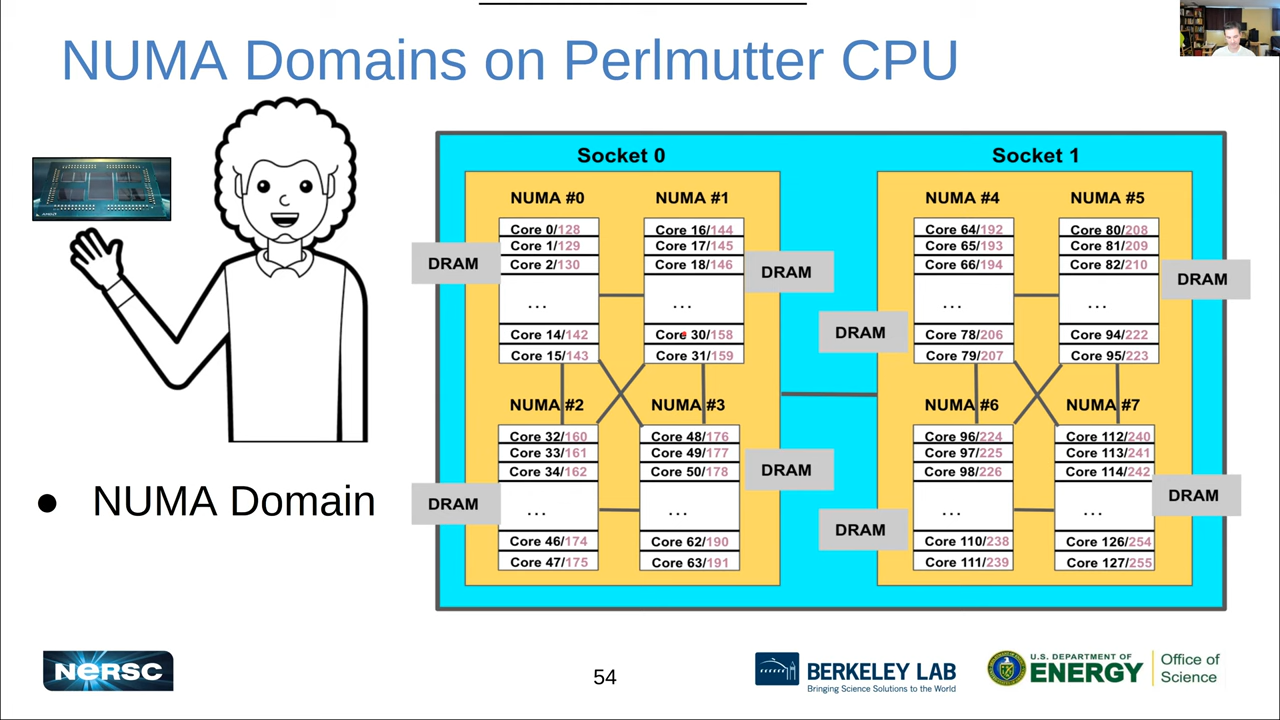 NUMA Domains on Perlmutter CPU
Socket 0
NUMA #0
Core 0/128
Core 1/129
Core 2/130
...
Core 14/142
Core 15/143
NUMA #1
Core 16/144
Core 17/145
Core 18/146
...
Core 30/158
Core 31/159
NUMA #2
Core 32/160
Core 33/161
Core 34/162
...
Core 46/174
Core 47/175
NUMA #3
Core 48/176
Core 49/177
Core 50/178
...
Core 62/190
Core 63/191
DRAM
DRAM
DRAM
DRAM
Socket 1
NUMA #4
Core 64/192
Core 65/193
Core 66/194
...
Core 78/206
Core 79/207
NUMA #5
Core 80/208
Core 81/209
Core 82/210
...
Core 94/222
Core 95/223
NUMA #6
Core 96/224
Core 97/225
Core 98/226
...
Core 110/238
Core 111/239
NUMA #7
Core 112/240
Core 113/241
Core 114/242
...
Core 126/254
Core 127/255
DRAM
DRAM
DRAM
DRAM
● NUMA Domain
NERSC
54
BERKELEY LAB
Bringing Science Solutions to the World
U.S. DEPARTMENT OF
ENERGY
Office of
Science